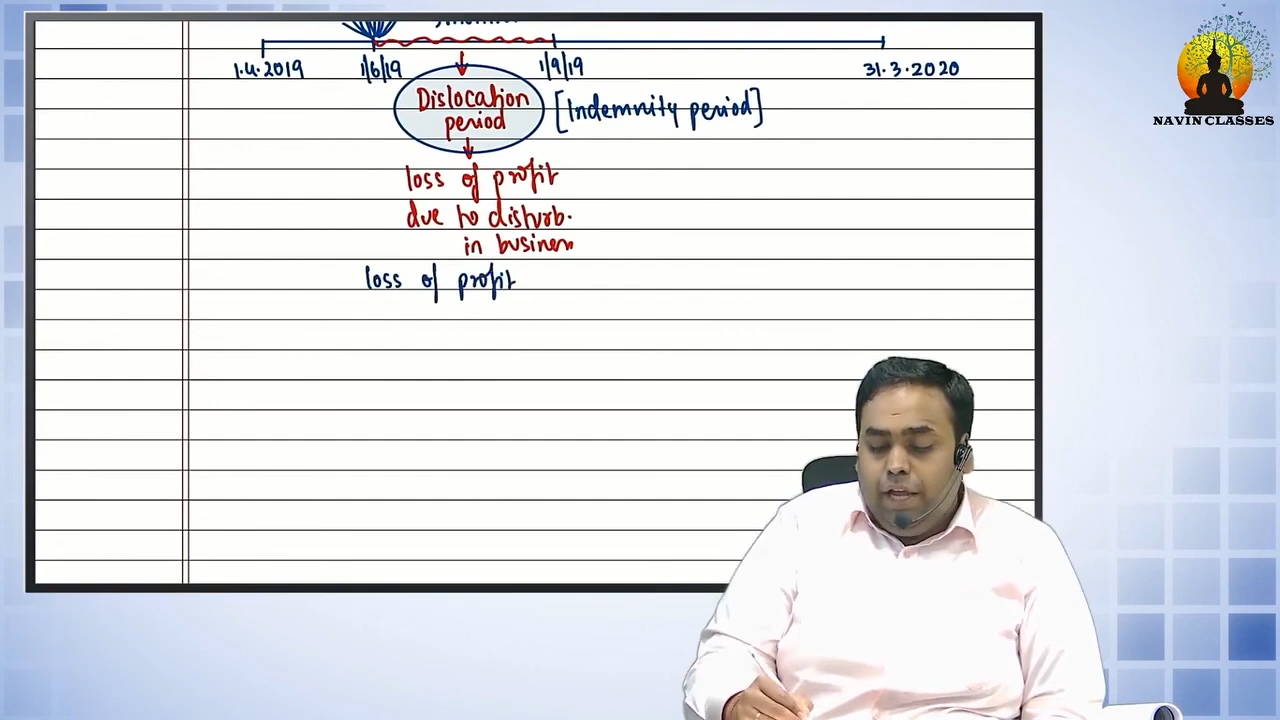 1.4.2019 1/6/19 1/9/19 31.3.2020
Dislocation
period
[Indemnity period]
loss of profit
due to disturb.
in business
loss of profit
NAVIN CLASSES